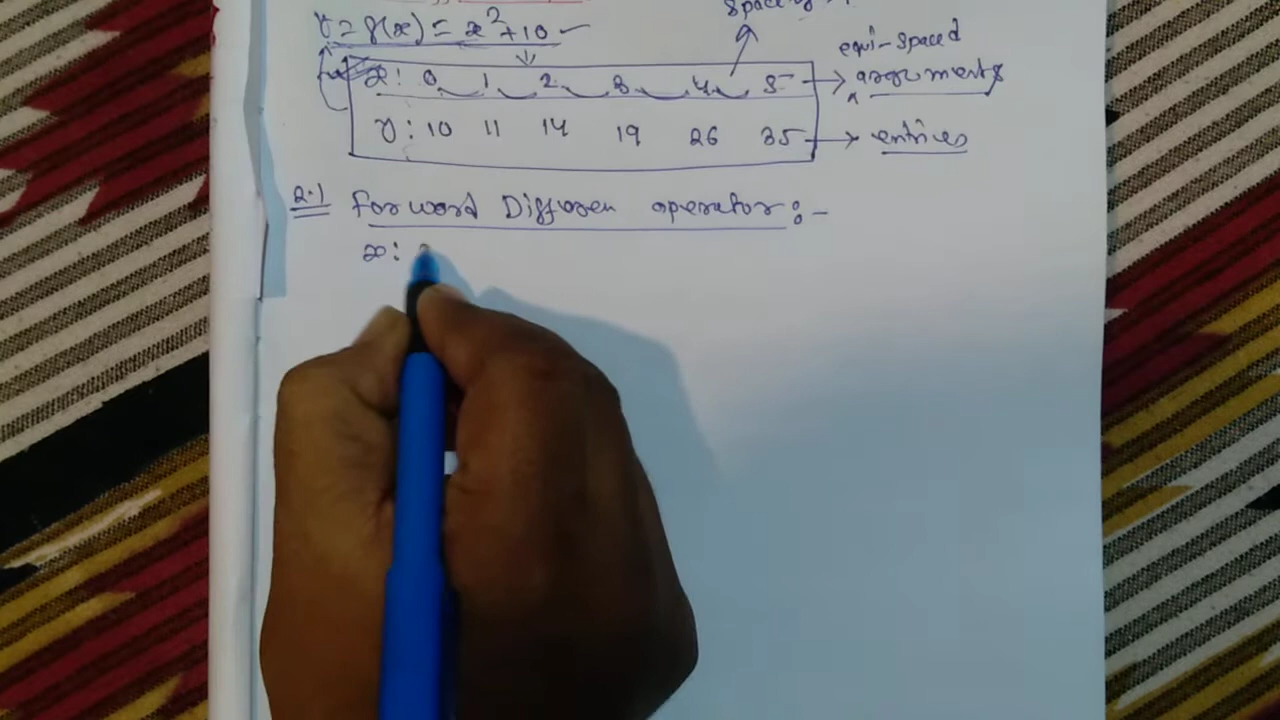 spacing
y = f(x) = x²+10
equi-spaced
x: 0 1 2 3 4 5 → arguments
y: 10 11 14 19 26 35 → entries
2.1 Forword Differen operator :-
x: